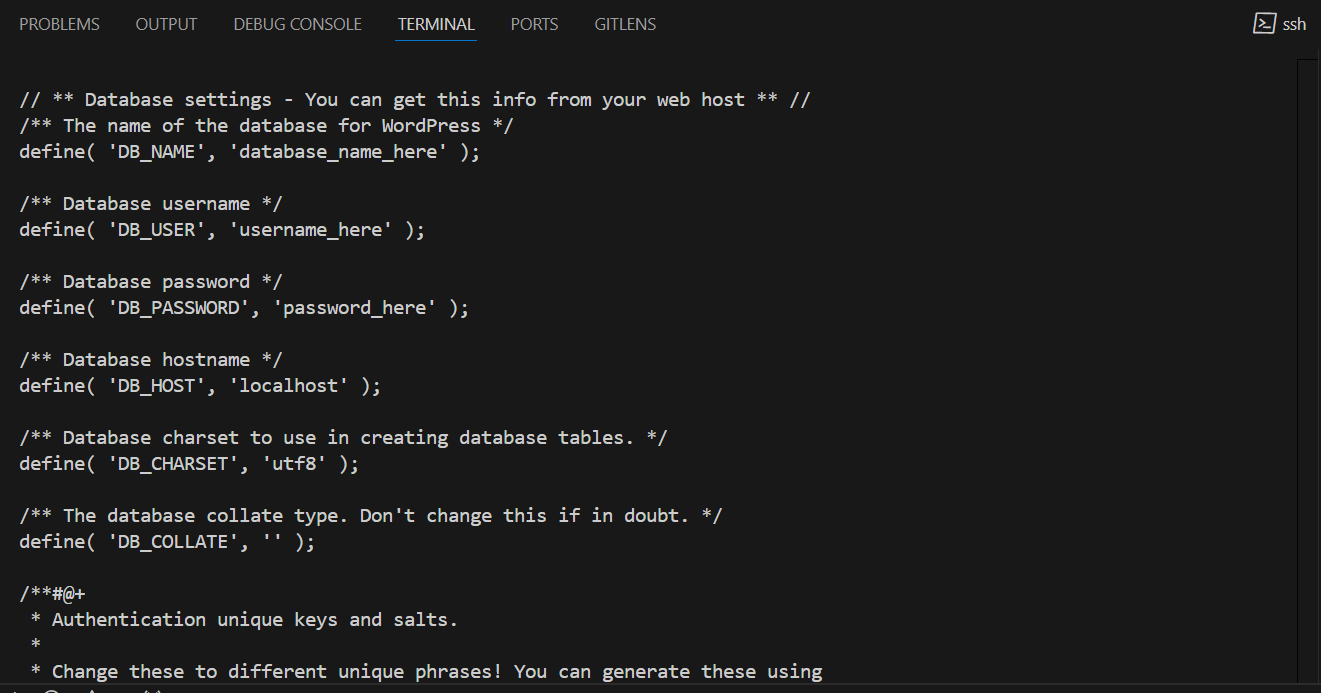 PROBLEMS OUTPUT DEBUG CONSOLE TERMINAL PORTS GITLENS ssh
// ** Database settings - You can get this info from your web host ** //
/** The name of the database for WordPress */
define( 'DB_NAME', 'database_name_here' );
/** Database username */
define( 'DB_USER', 'username_here' );
/** Database password */
define( 'DB_PASSWORD', 'password_here' );
/** Database hostname */
define( 'DB_HOST', 'localhost' );
/** Database charset to use in creating database tables. */
define( 'DB_CHARSET', 'utf8' );
/** The database collate type. Don't change this if in doubt. */
define( 'DB_COLLATE', '' );
/**#@+
 * Authentication unique keys and salts.
 *
 * Change these to different unique phrases! You can generate these using